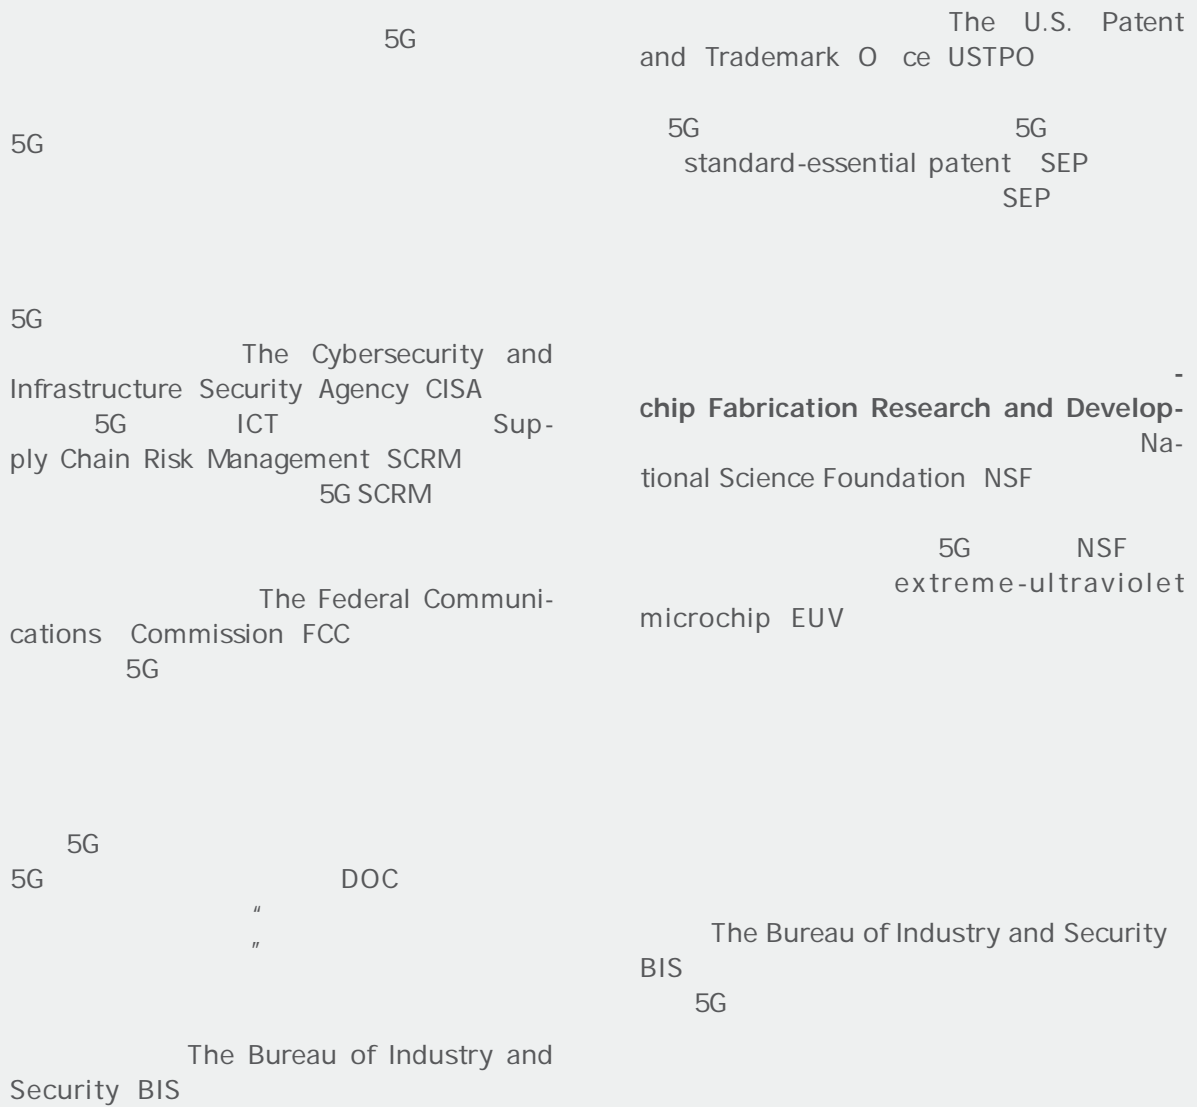 5G
5G
5G
The Cybersecurity and
Infrastructure Security Agency CISA
5G ICT Sup-
ply Chain Risk Management SCRM
5G SCRM
The Federal Communi-
cations Commission FCC
5G
5G
5G DOC
“
”
The Bureau of Industry and
Security BIS
The U.S. Patent
and Trademark O ce USTPO
5G 5G
standard-essential patent SEP
SEP
-
chip Fabrication Research and Develop-
Na-
tional Science Foundation NSF
5G NSF
extreme-ultraviolet
microchip EUV
The Bureau of Industry and Security
BIS
5G